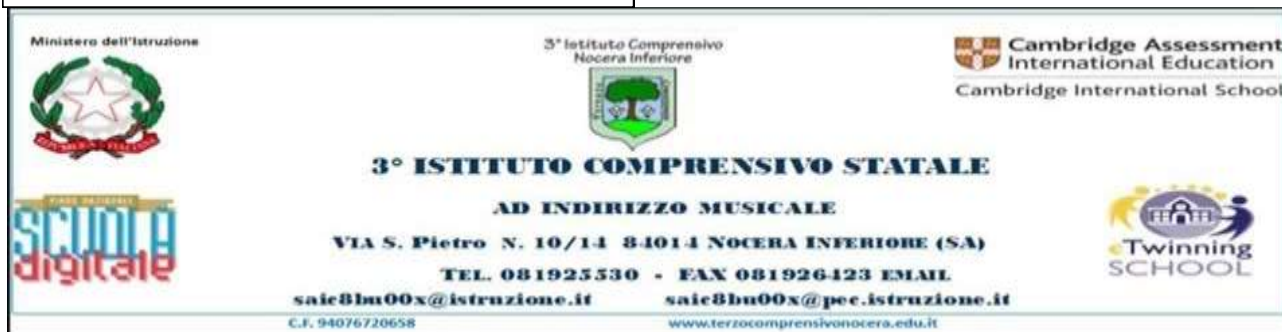 Ministero dell'Istruzione
3° Istituto Comprensivo
Nocera Inferiore
Cambridge Assessment
International Education
Cambridge International School
3° ISTITUTO COMPRENSIVO STATALE
AD INDIRIZZO MUSICALE
VIA S. Pietro N. 10/14 84014 NOCERA INFERIORE (SA)
TEL. 081925530 - FAX 081926423 EMAIL
saic8bu00x@istruzione.it saic8bu00x@pec.istruzione.it
C.F. 94076720658 www.terzocomprensivonocera.edu.it
PIANO NAZIONALE
SCUOLA
digitale
eTwinning
SCHOOL